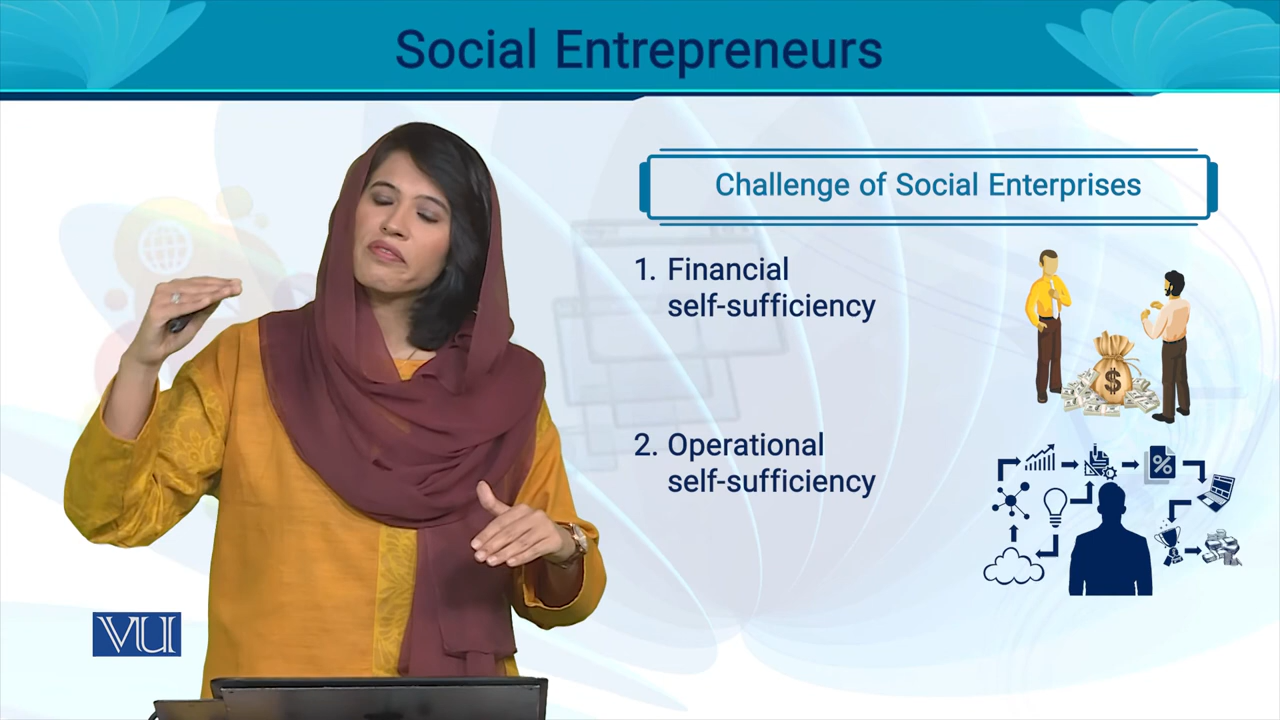 Social Entrepreneurs
Challenge of Social Enterprises
1. Financial
self-sufficiency
$
2. Operational
self-sufficiency
%
VU